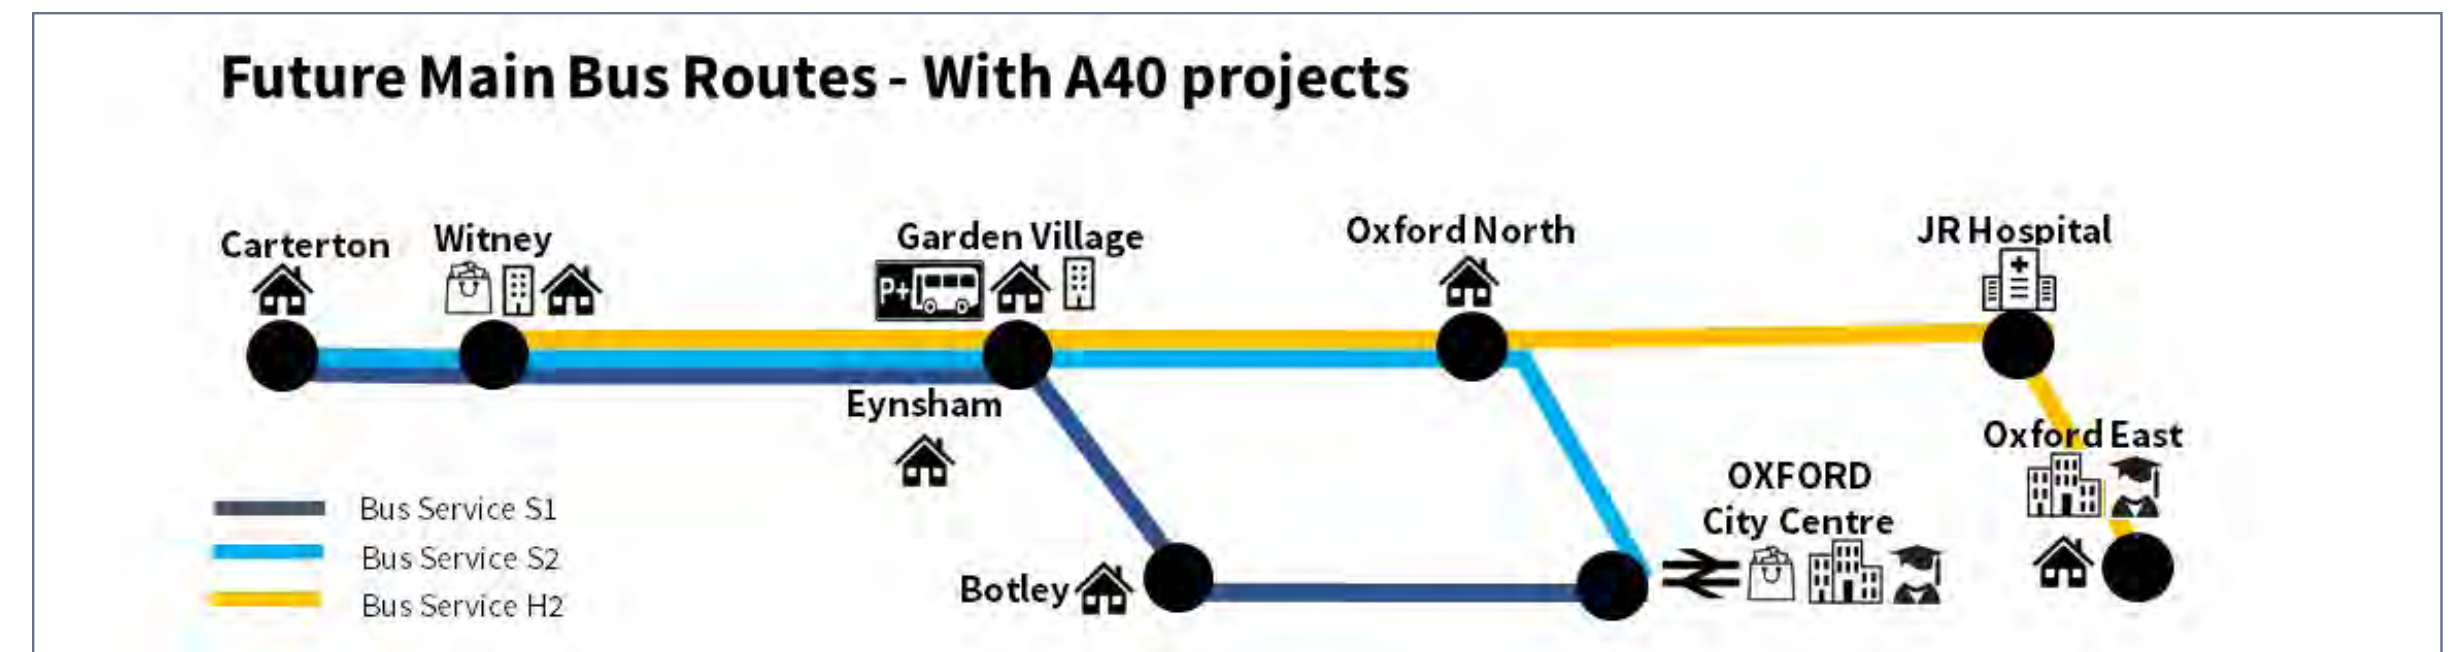 Future Main Bus Routes - With A40 projects
Carterton
Witney
Garden Village
Oxford North
JR Hospital
P+
Eynsham
Oxford East
OXFORD
City Centre
Botley
Bus Service S1
Bus Service S2
Bus Service H2